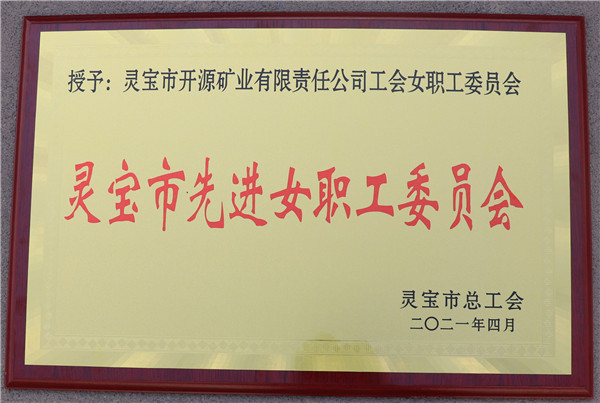 授予：灵宝市开源矿业有限责任公司工会女职工委员会
灵宝市先进女职工委员会
灵宝市总工会
二〇二一年四月